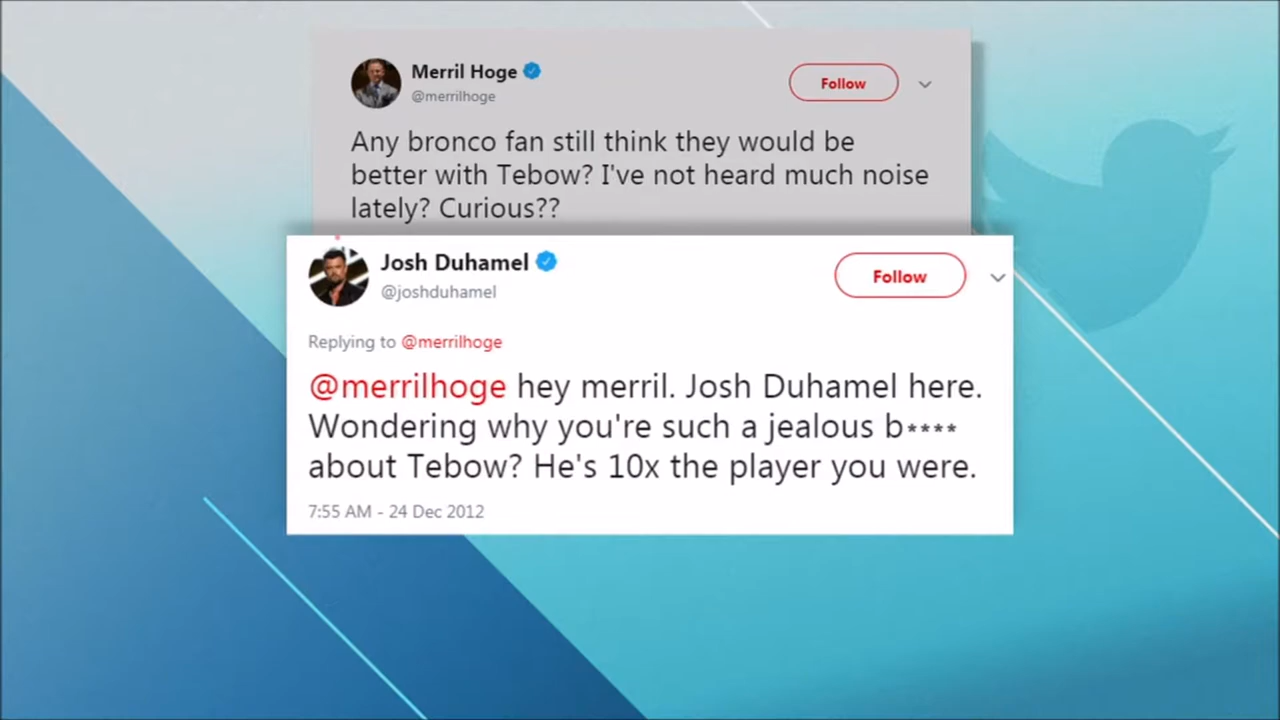 Merril Hoge
@merrilhoge
Follow
Any bronco fan still think they would be
better with Tebow? I've not heard much noise
lately? Curious??
Josh Duhamel
@joshduhamel
Follow
Replying to @merrilhoge
@merrilhoge hey merril. Josh Duhamel here.
Wondering why you're such a jealous b****
about Tebow? He's 10x the player you were.
7:55 AM - 24 Dec 2012